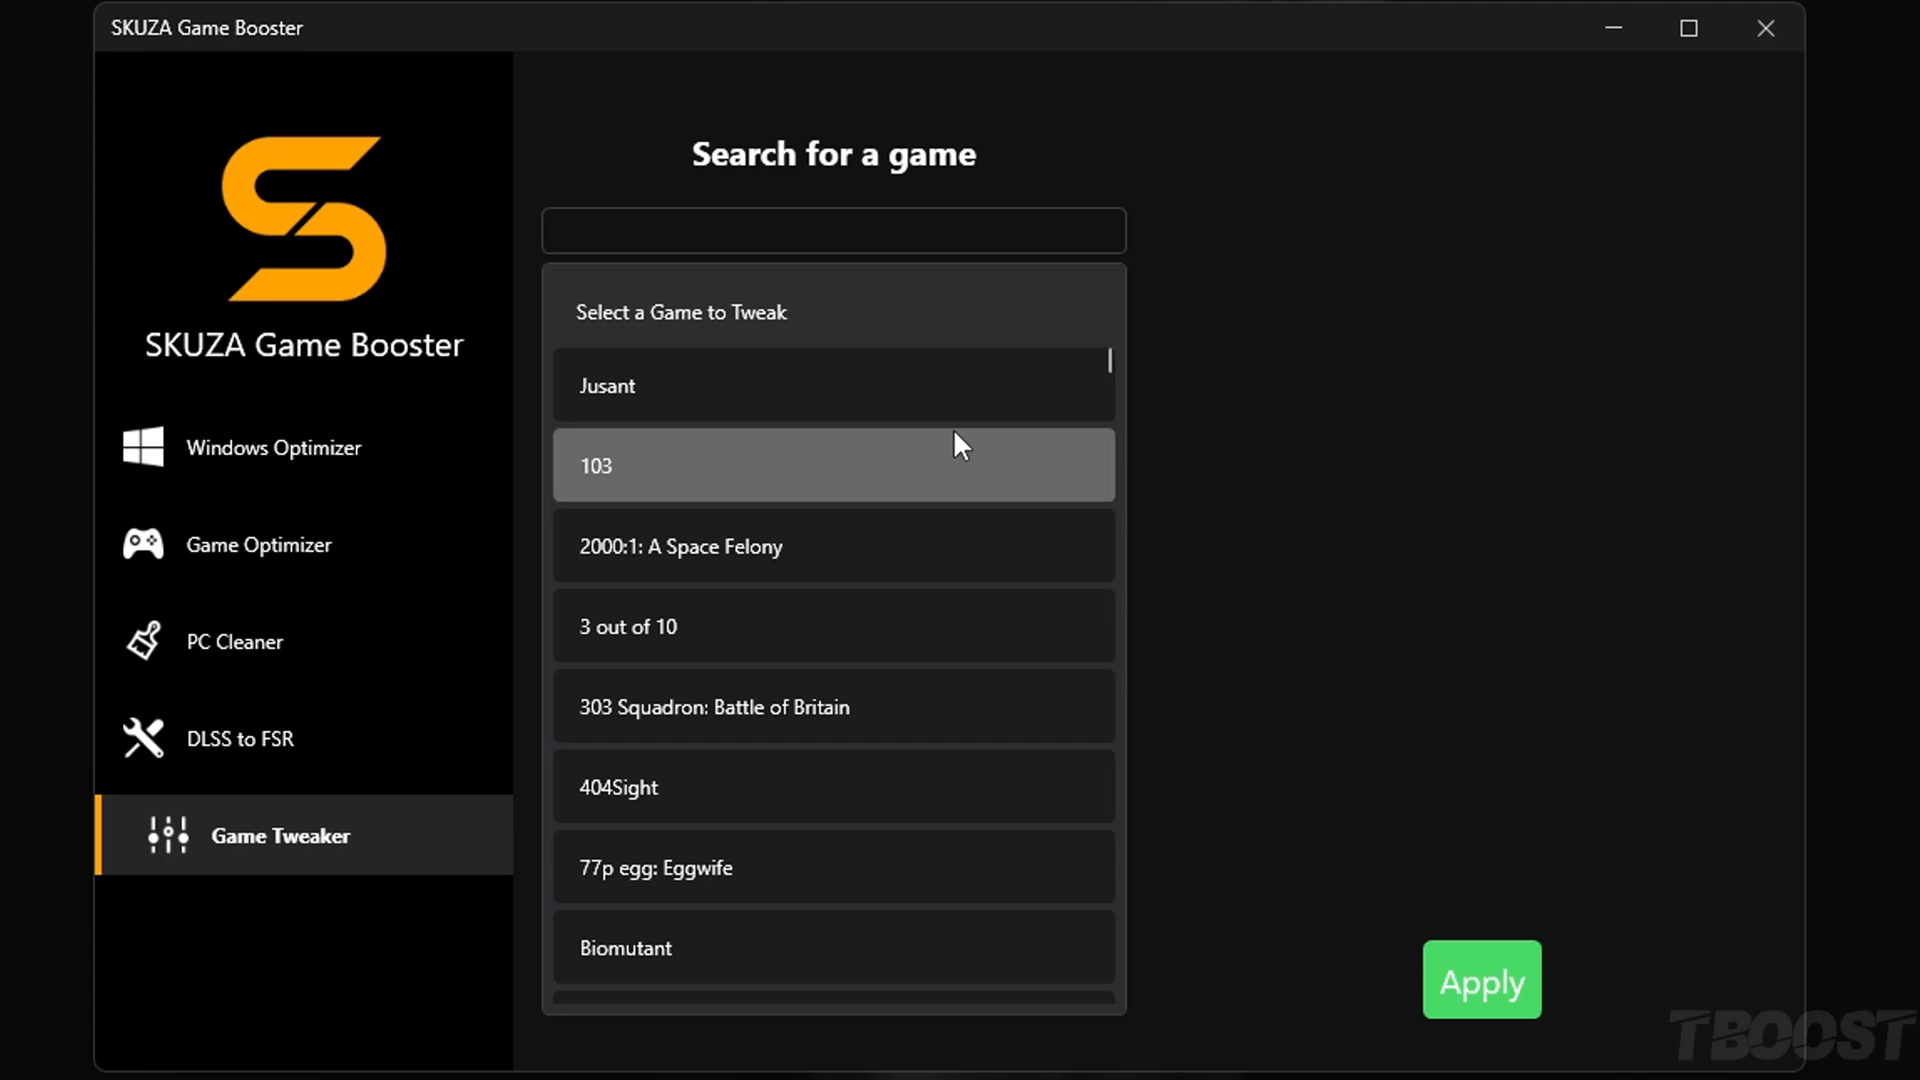 SKUZA Game Booster
SKUZA Game Booster
Windows Optimizer
Game Optimizer
PC Cleaner
DLSS to FSR
Game Tweaker
Search for a game
Select a Game to Tweak
Jusant
103
2000:1: A Space Felony
3 out of 10
303 Squadron: Battle of Britain
404Sight
77p egg: Eggwife
Biomutant
Apply
TBOOST